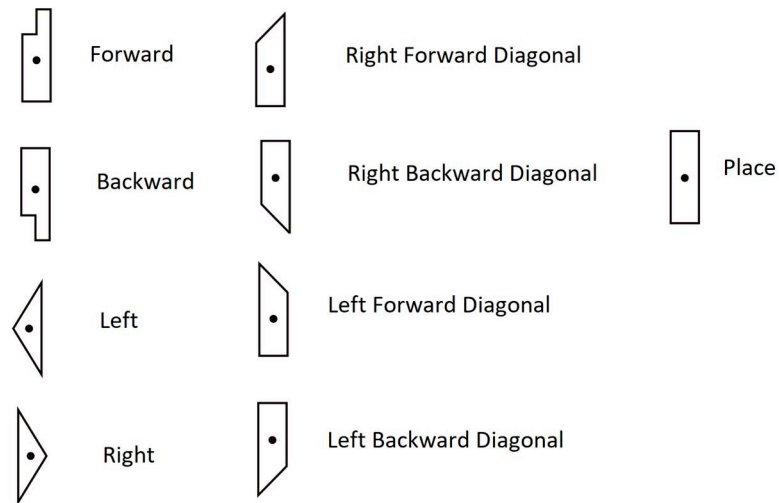 Forward
Right Forward Diagonal
Backward
Right Backward Diagonal
Place
Left
Left Forward Diagonal
Right
Left Backward Diagonal